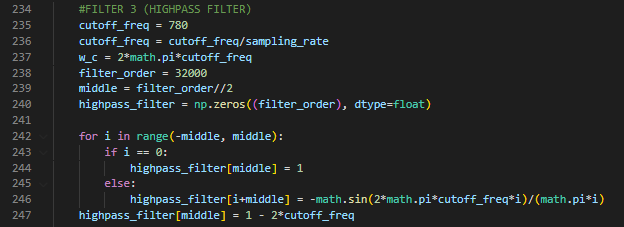 234 #FILTER 3 (HIGHPASS FILTER)
235 cutoff_freq = 780
236 cutoff_freq = cutoff_freq/sampling_rate
237 w_c = 2*math.pi*cutoff_freq
238 filter_order = 32000
239 middle = filter_order//2
240 highpass_filter = np.zeros((filter_order), dtype=float)
241
242 for i in range(-middle, middle):
243 if i == 0:
244 highpass_filter[middle] = 1
245 else:
246 highpass_filter[i+middle] = -math.sin(2*math.pi*cutoff_freq*i)/(math.pi*i)
247 highpass_filter[middle] = 1 - 2*cutoff_freq